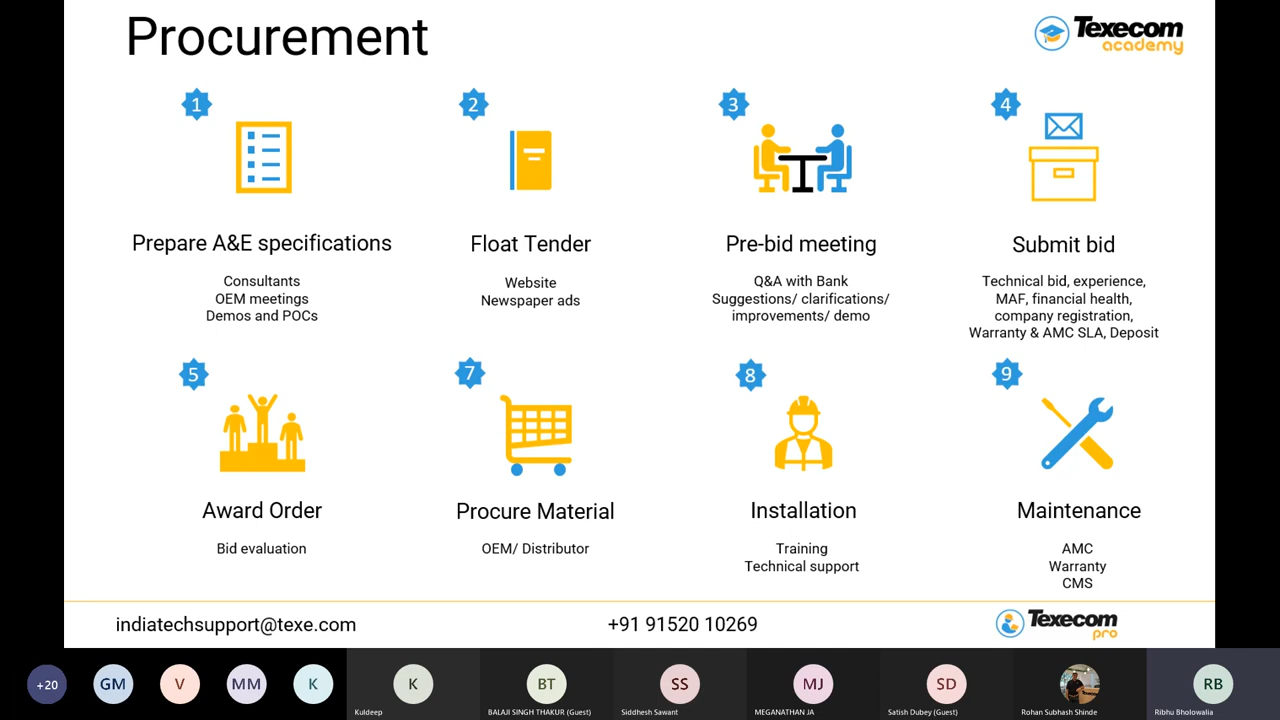 Procurement
Texecom
academy
1
2
3
4
Prepare A&E specifications
Float Tender
Pre-bid meeting
Submit bid
Consultants
OEM meetings
Demos and POCs
Website
Newspaper ads
Q&A with Bank
Suggestions/ clarifications/
improvements/ demo
Technical bid, experience,
MAF, financial health,
company registration,
Warranty & AMC SLA, Deposit
5
7
8
9
Award Order
Procure Material
Installation
Maintenance
Bid evaluation
OEM/ Distributor
Training
Technical support
AMC
Warranty
CMS
indiatechsupport@texe.com
+91 91520 10269
Texecom
pro
+20
GM
V
MM
K
K
BT
SS
MJ
SD
RB
Kuldeep
BALAJI SINGH THAKUR (Guest)
Siddhesh Sawant
MEGANATHAN JA
Satish Dubey (Guest)
Rohan Subhash Shinde
Ribhu Bholowalia